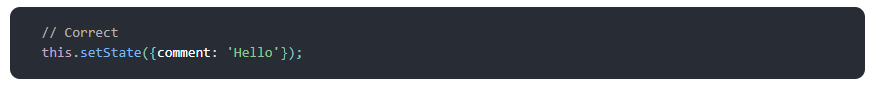 // Correct
this.setState({comment: 'Hello'});